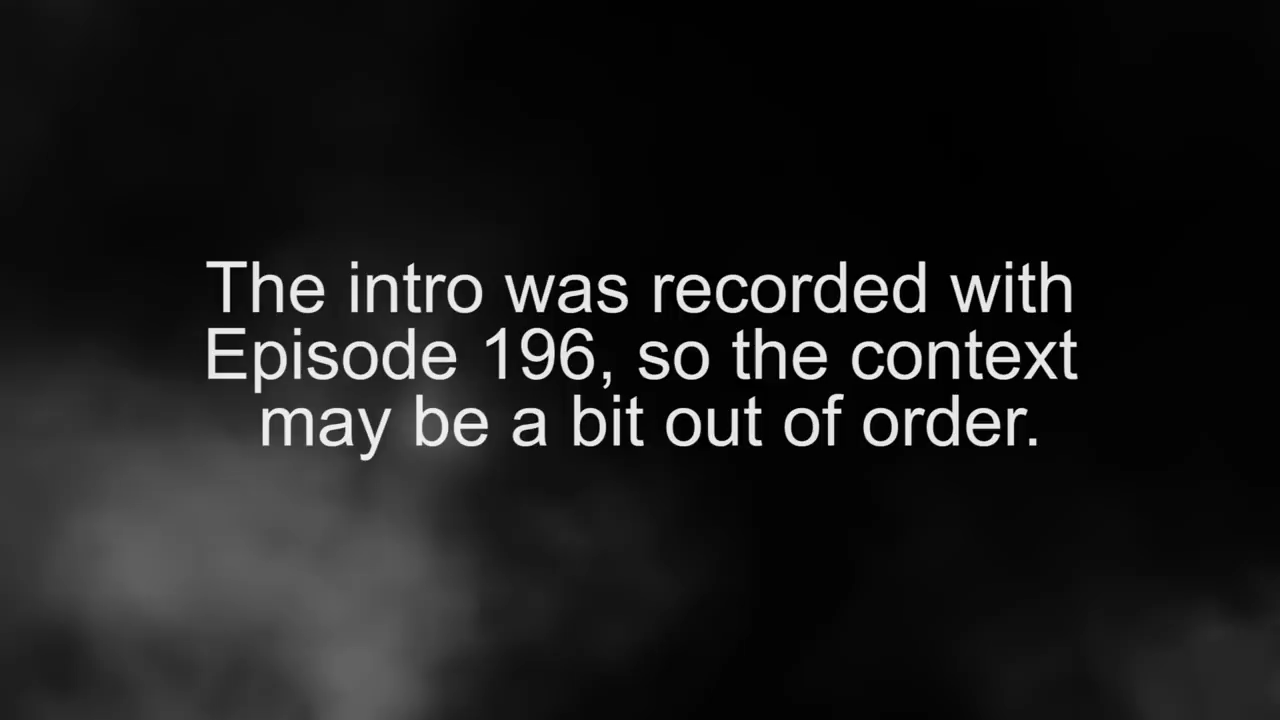 The intro was recorded with
Episode 196, so the context
may be a bit out of order.